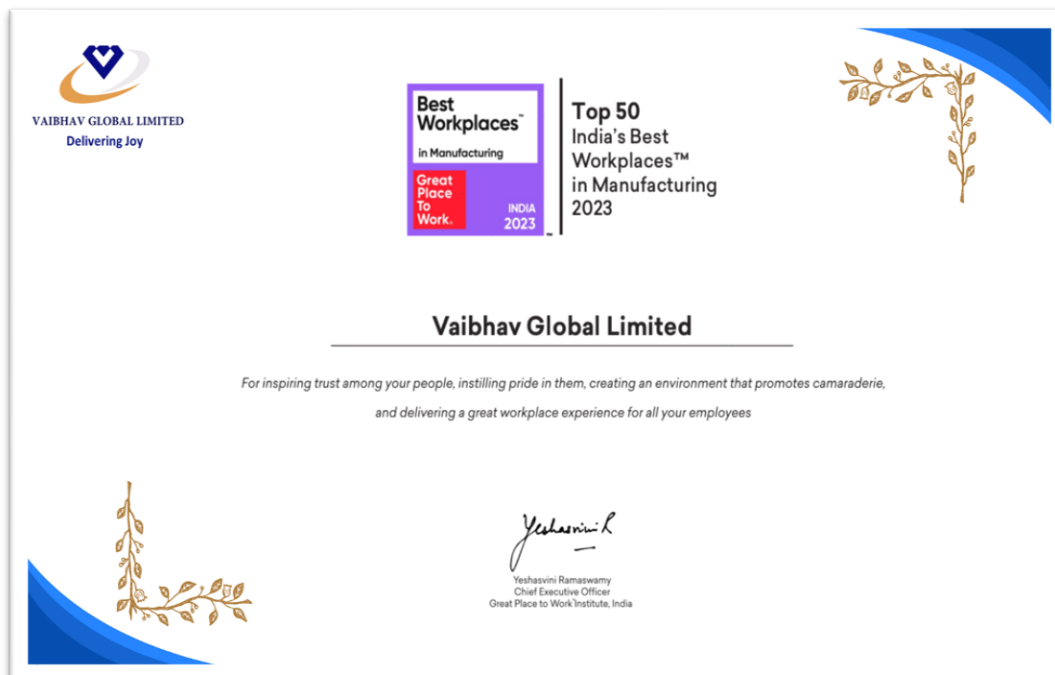 VAIBHAV GLOBAL LIMITED
Delivering Joy
Best
Workplaces™
in Manufacturing
Great
Place
To
Work®
INDIA
2023
™
Top 50
India's Best
Workplaces™
in Manufacturing
2023
Vaibhav Global Limited
For inspiring trust among your people, instilling pride in them, creating an environment that promotes camaraderie,
and delivering a great workplace experience for all your employees
Yeshasvini R
Yeshasvini Ramaswamy
Chief Executive Officer
Great Place to Work Institute, India